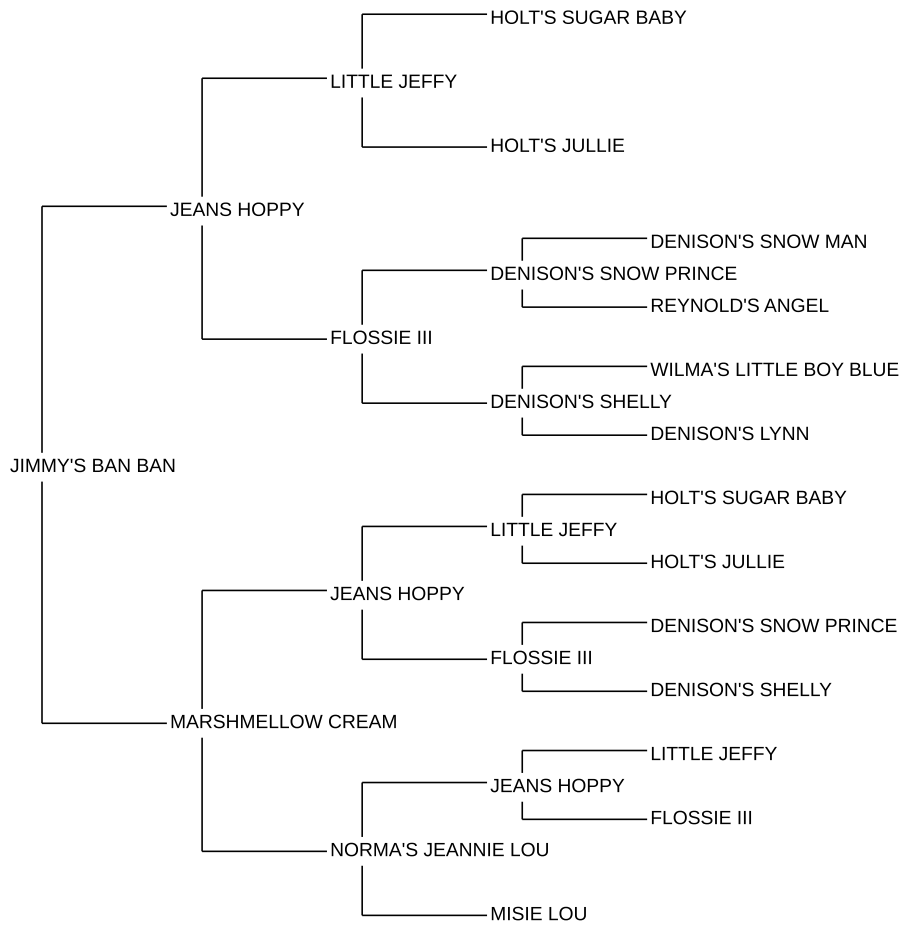 HOLT'S SUGAR BABY
LITTLE JEFFY
HOLT'S JULLIE
JEANS HOPPY
DENISON'S SNOW MAN
DENISON'S SNOW PRINCE
REYNOLD'S ANGEL
FLOSSIE III
WILMA'S LITTLE BOY BLUE
DENISON'S SHELLY
DENISON'S LYNN
JIMMY'S BAN BAN
HOLT'S SUGAR BABY
LITTLE JEFFY
HOLT'S JULLIE
JEANS HOPPY
DENISON'S SNOW PRINCE
FLOSSIE III
DENISON'S SHELLY
MARSHMELLOW CREAM
LITTLE JEFFY
JEANS HOPPY
FLOSSIE III
NORMA'S JEANNIE LOU
MISIE LOU